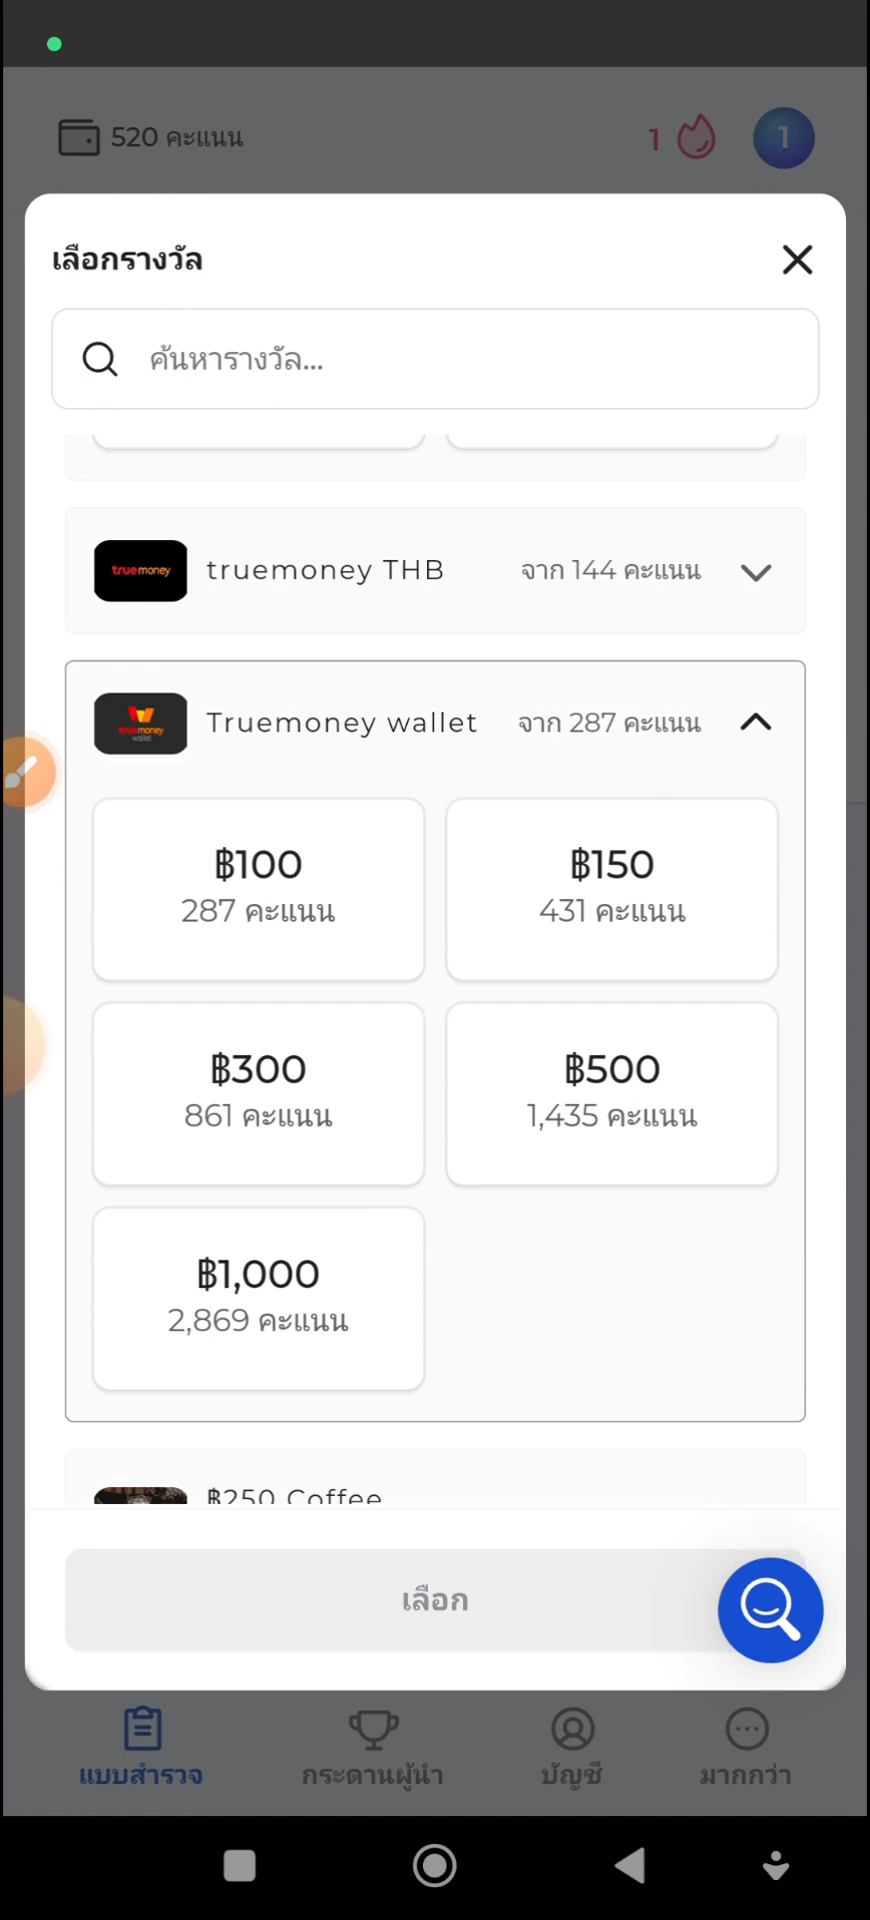 520 คะแนน
1
1
เลือกรางวัล
ค้นหารางวัล...
truemoney
truemoney THB
จาก 144 คะแนน
truemoney
wallet
Truemoney wallet
จาก 287 คะแนน
฿100
287 คะแนน
฿150
431 คะแนน
฿300
861 คะแนน
฿500
1,435 คะแนน
฿1,000
2,869 คะแนน
฿250 Coffee
เลือก
แบบสำรวจ
กระดานผู้นำ
บัญชี
มากกว่า